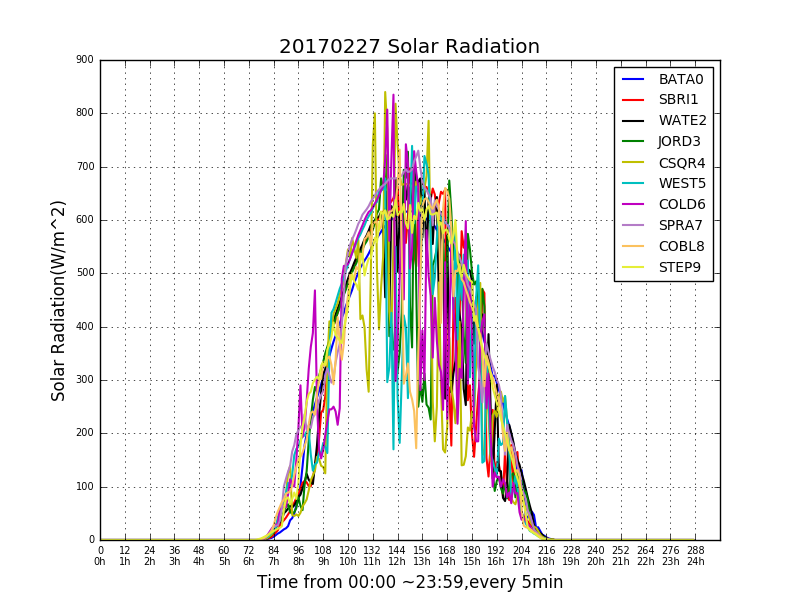 20170227 Solar Radiation
Solar Radiation(W/m^2)
900
800
700
600
500
400
300
200
100
0
BATA0
SBRI1
WATE2
JORD3
CSQR4
WEST5
COLD6
SPRA7
COBL8
STEP9
0 12 24 36 48 60 72 84 96 108 120 132 144 156 168 180 192 204 216 228 240 252 264 276 288
0h 1h 2h 3h 4h 5h 6h 7h 8h 9h 10h 11h 12h 13h 14h 15h 16h 17h 18h 19h 20h 21h 22h 23h 24h
Time from 00:00 ~23:59,every 5min